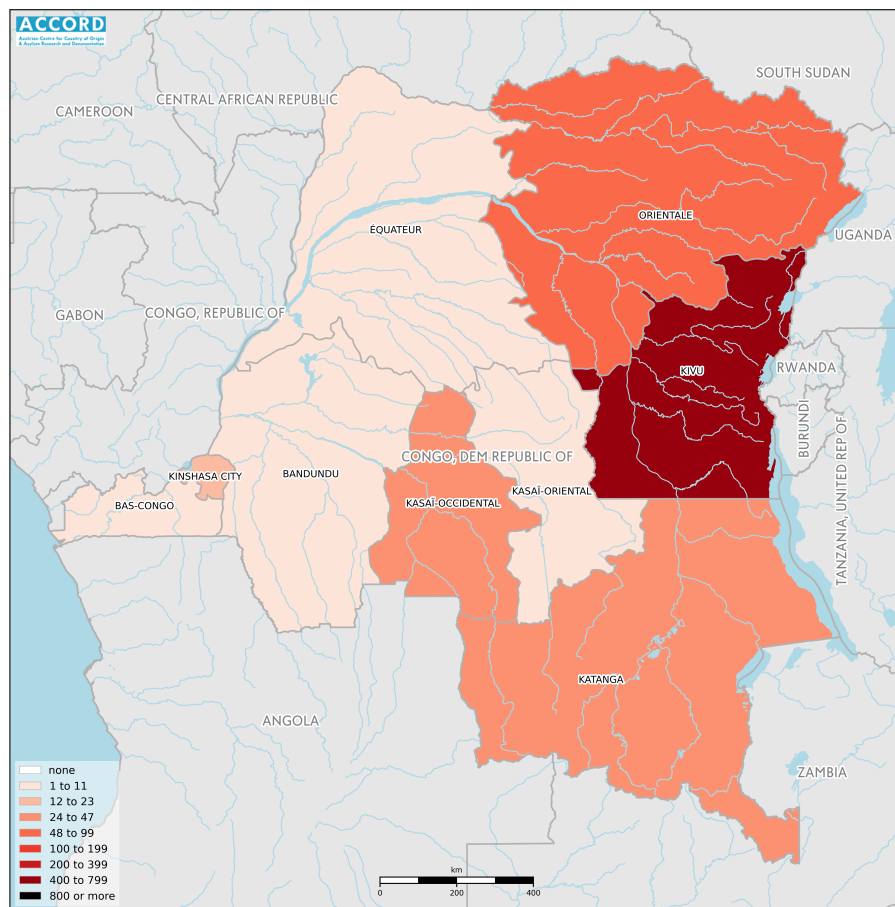 ACCORD
Austrian Centre for Country of Origin
& Asylum Research and Documentation
SOUTH SUDAN
CENTRAL AFRICAN REPUBLIC
CAMEROON
ORIENTALE
ÉQUATEUR
UGANDA
GABON
CONGO, REPUBLIC OF
RWANDA
KIVU
BURUNDI
TANZANIA, UNITED REP OF
CONGO, DEM REPUBLIC OF
KINSHASA CITY
BANDUNDU
KASAÏ-ORIENTAL
BAS-CONGO
KASAÏ-OCCIDENTAL
KATANGA
ANGOLA
ZAMBIA
none
1 to 11
12 to 23
24 to 47
48 to 99
100 to 199
200 to 399
400 to 799
800 or more
km
0 200 400